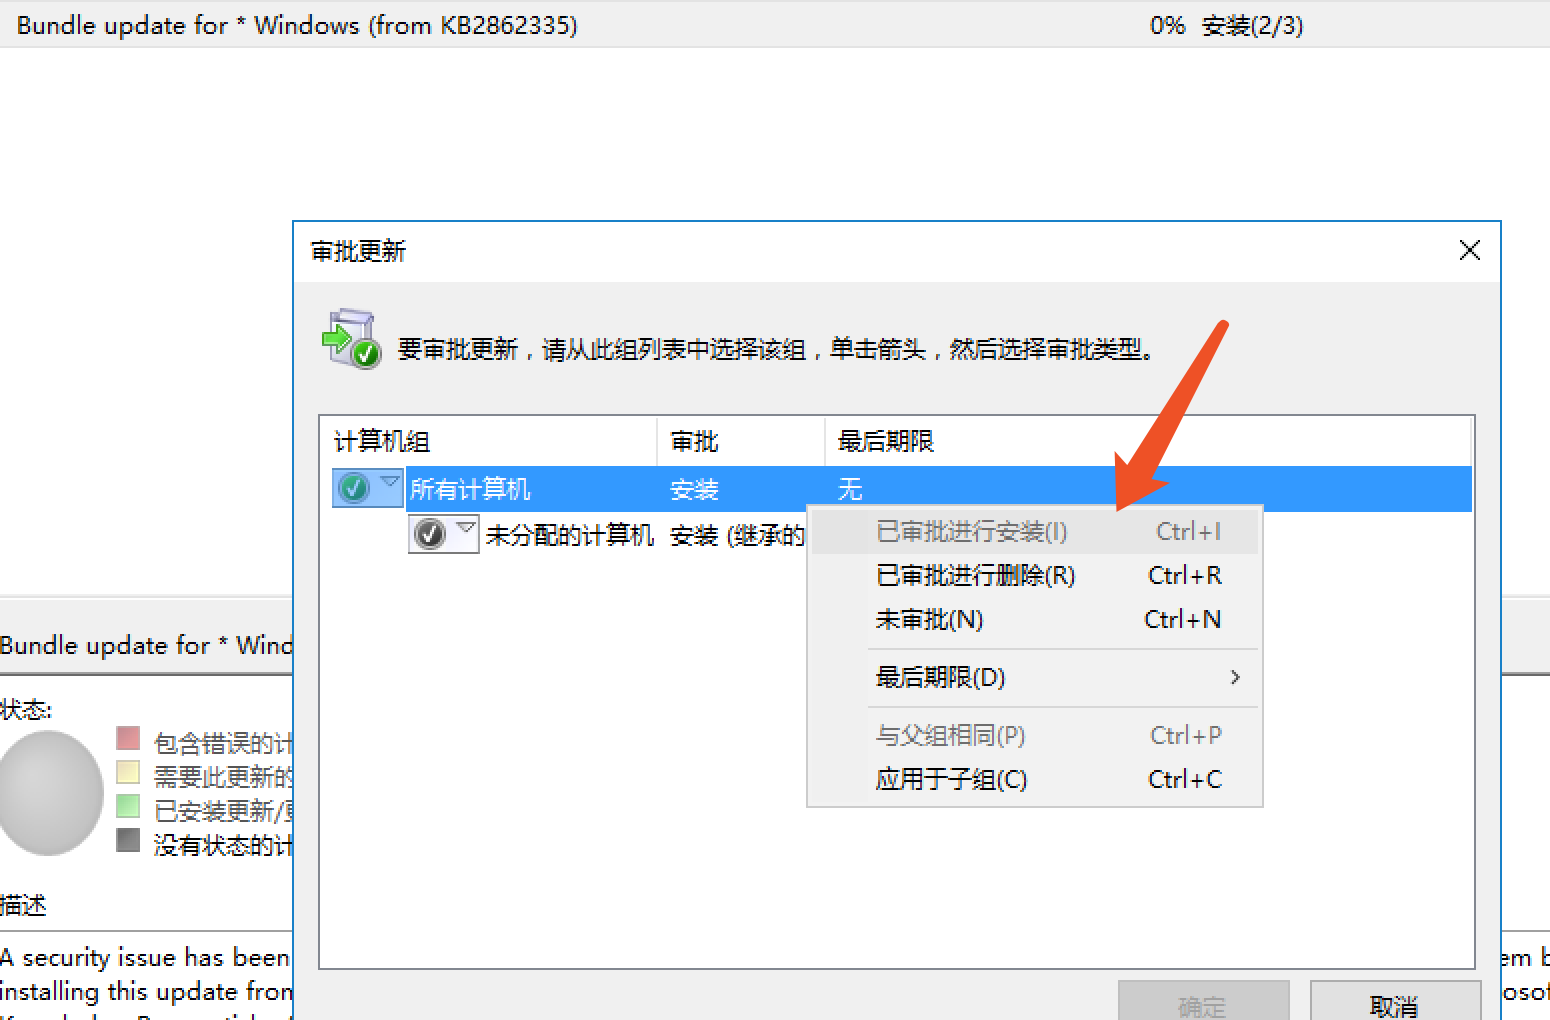 Bundle update for * Windows (from KB2862335) 0% 安装(2/3)
审批更新
要审批更新，请从此组列表中选择该组，单击箭头，然后选择审批类型。
计算机组 审批 最后期限
所有计算机 安装 无
未分配的计算机 安装 (继承的
已审批进行安装(I) Ctrl+I
已审批进行删除(R) Ctrl+R
未审批(N) Ctrl+N
最后期限(D)
与父组相同(P) Ctrl+P
应用于子组(C) Ctrl+C
Bundle update for * Wind
状态:
包含错误的计
需要此更新的
已安装更新/
没有状态的计
描述
A security issue has been em b
installing this update from osof
确定 取消